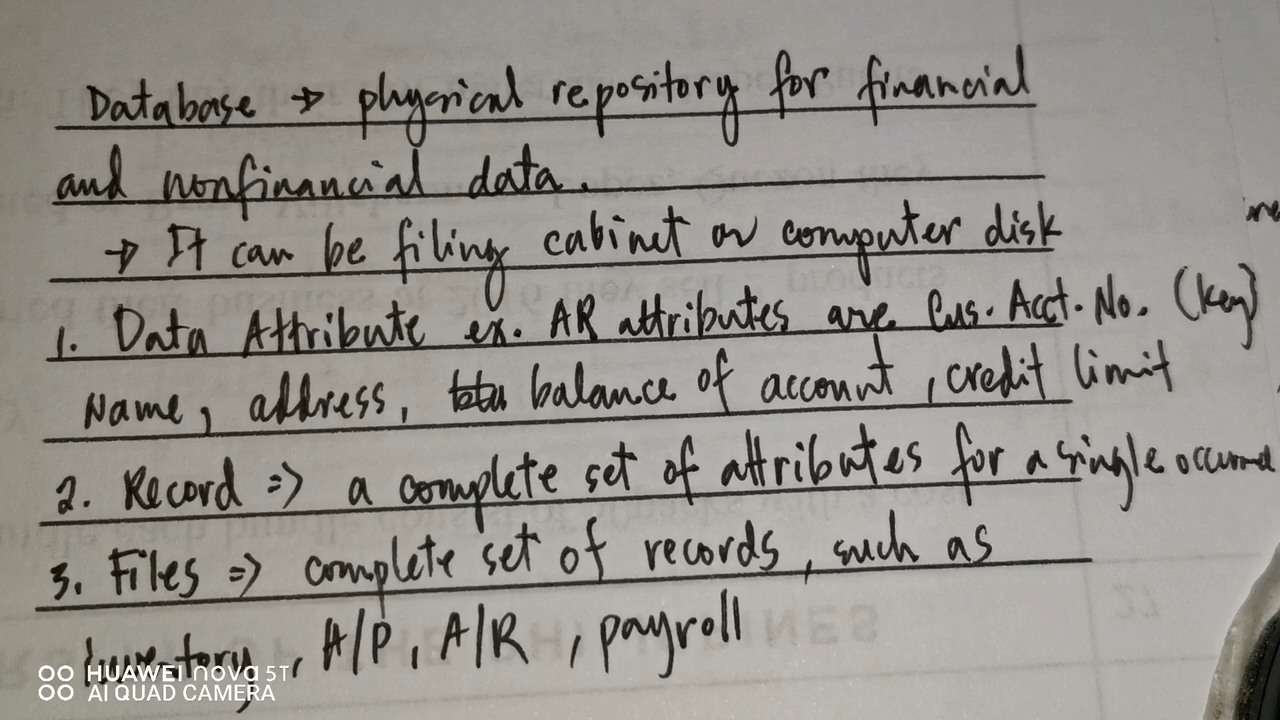 Database → physical repository for financial
and nonfinancial data.
→ It can be filing cabinet or computer disk
1. Data Attribute ex. AR attributes are Cus. Acct. No. (key)
Name, address, balance of account, credit limit
2. Record => a complete set of attributes for a single
3. Files => complete set of records, such as
inventory, A/P, A/R, payroll
HUAWEI nova 5T
AI QUAD CAMERA